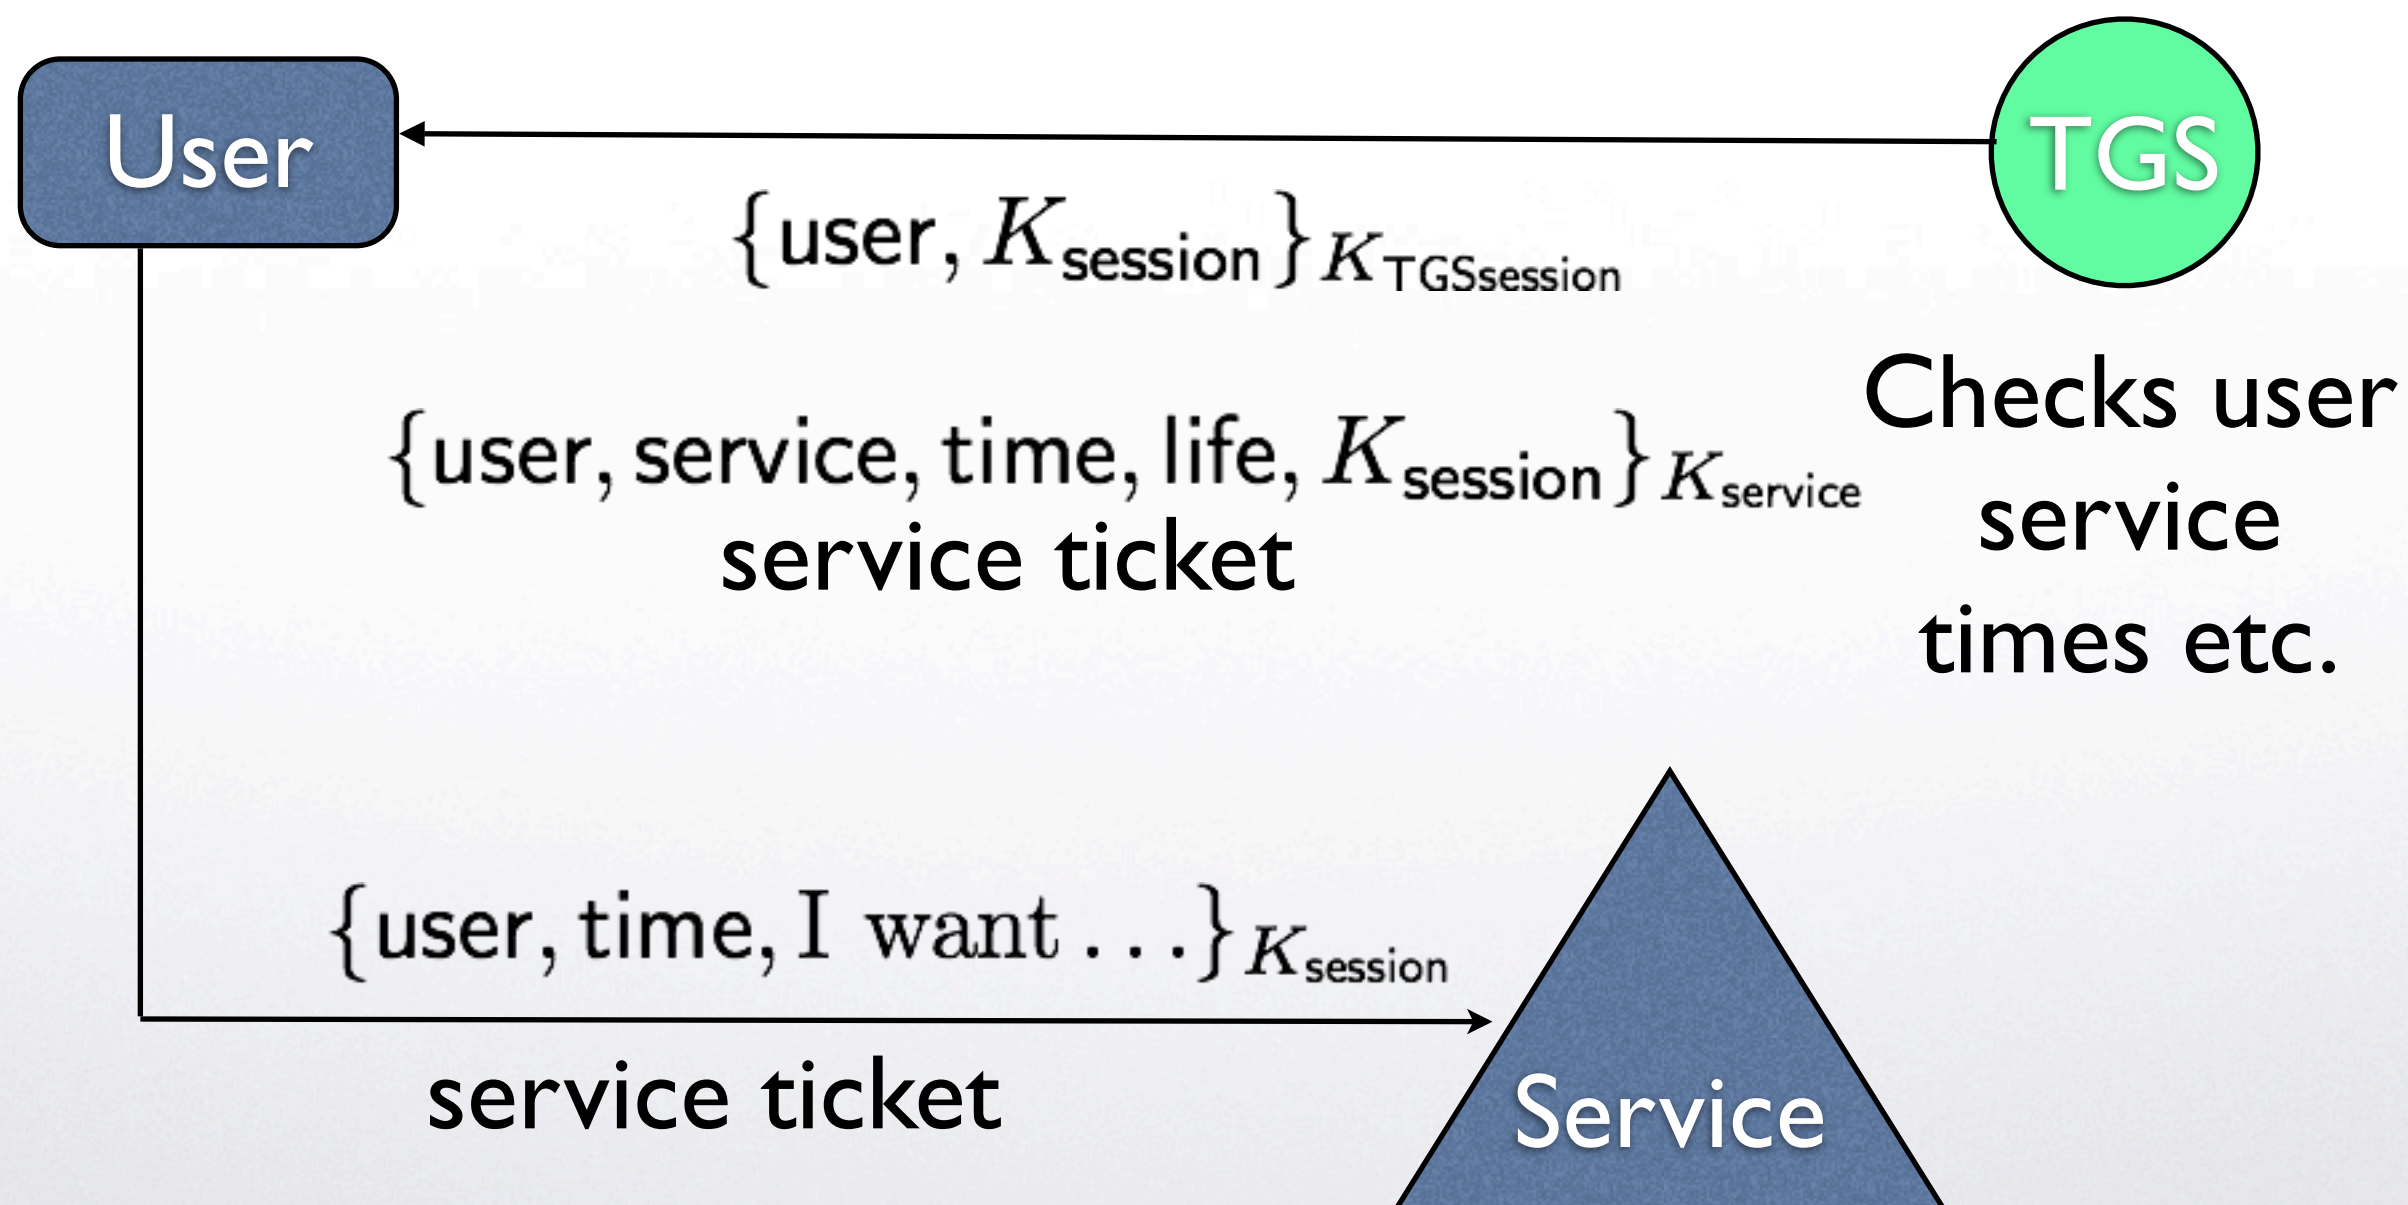 User
TGS
{user, K_session}K_TGSsession
{user, service, time, life, K_session}K_service
service ticket
Checks user
service
times etc.
{user, time, I want . . .}K_session
service ticket
Service